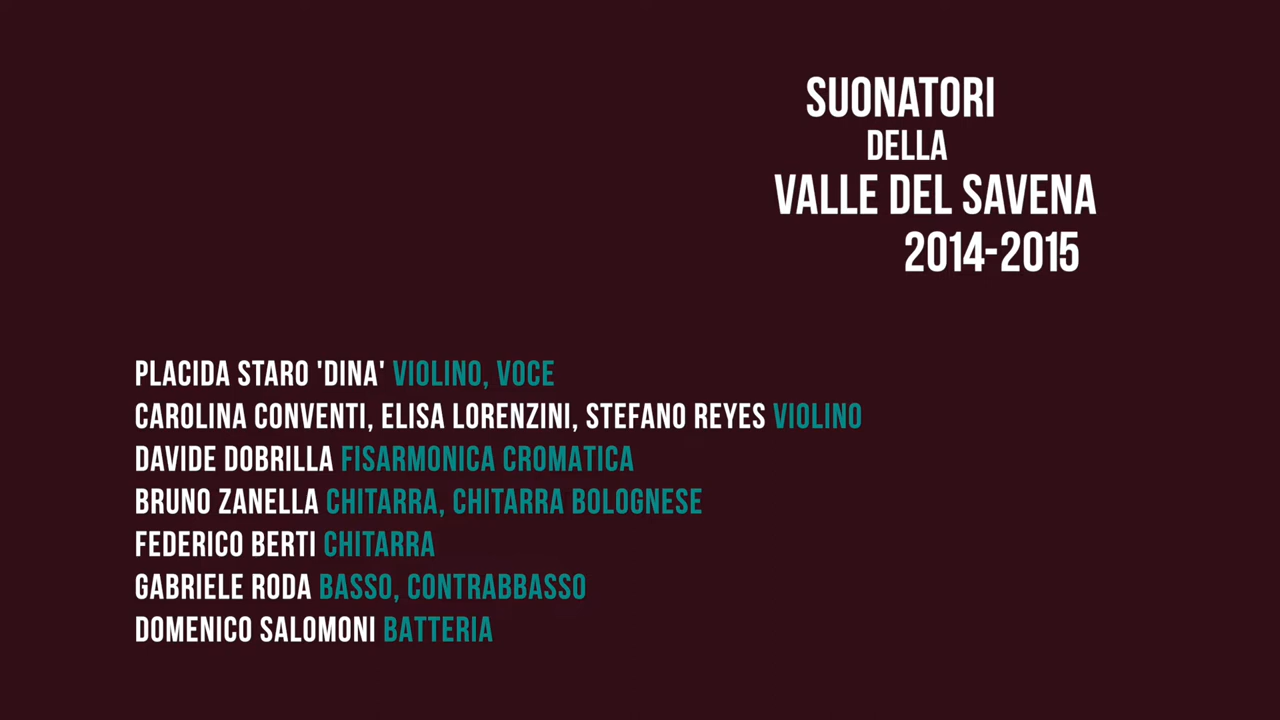 SUONATORI
DELLA
VALLE DEL SAVENA
2014-2015
PLACIDA STARO 'DINA' VIOLINO, VOCE
CAROLINA CONVENTI, ELISA LORENZINI, STEFANO REYES VIOLINO
DAVIDE DOBRILLA FISARMONICA CROMATICA
BRUNO ZANELLA CHITARRA, CHITARRA BOLOGNESE
FEDERICO BERTI CHITARRA
GABRIELE RODA BASSO, CONTRABBASSO
DOMENICO SALOMONI BATTERIA